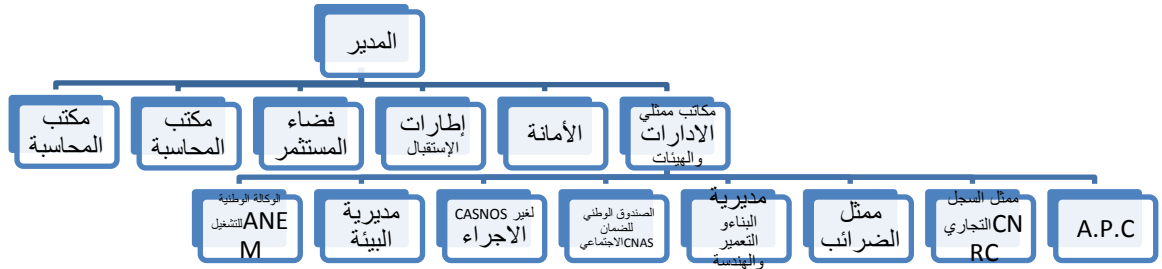 المدير
مكاتب ممثلي
الادارات
والهيئات
الأمانة
إطارات
الإستقبال
فضاء
المستثمر
مكتب
المحاسبة
مكتب
المحاسبة
A.P.C
ممثل السجل
التجاري CN
RC
ممثل
الضرائب
مديرية
البناءو
التعمير
والهندسة
الصندوق الوطني
للضمان
الاجتماعي CNAS
CASNOS لغير
الاجراء
مديرية
البيئة
الوكالة الوطنية
للتشغيل ANE
M